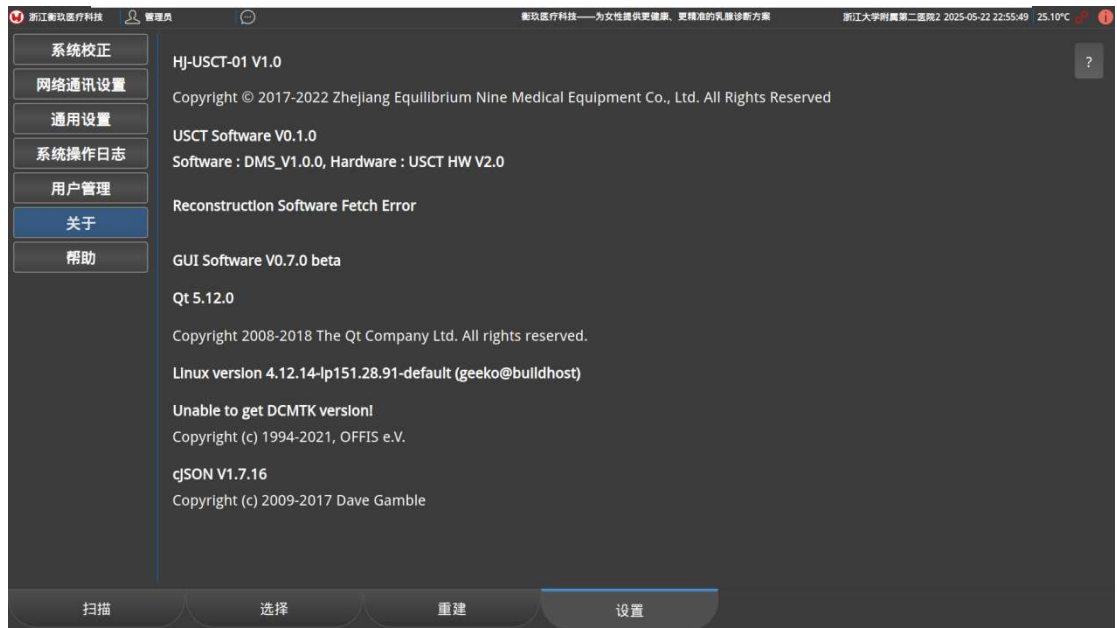 浙江衡玖医疗科技 管理员 衡玖医疗科技——为女性提供更健康、更精准的乳腺诊断方案 浙江大学附属第二医院2 2025-05-22 22:55:49 25.10°C
系统校正
网络通讯设置
通用设置
系统操作日志
用户管理
关于
帮助
?
HJ-USCT-01 V1.0
Copyright © 2017-2022 Zhejiang Equilibrium Nine Medical Equipment Co., Ltd. All Rights Reserved
USCT Software V0.1.0
Software : DMS_V1.0.0, Hardware : USCT HW V2.0
Reconstruction Software Fetch Error
GUI Software V0.7.0 beta
Qt 5.12.0
Copyright 2008-2018 The Qt Company Ltd. All rights reserved.
Linux version 4.12.14-lp151.28.91-default (geeko@buildhost)
Unable to get DCMTK version!
Copyright (c) 1994-2021, OFFIS e.V.
cJSON V1.7.16
Copyright (c) 2009-2017 Dave Gamble
扫描 选择 重建 设置